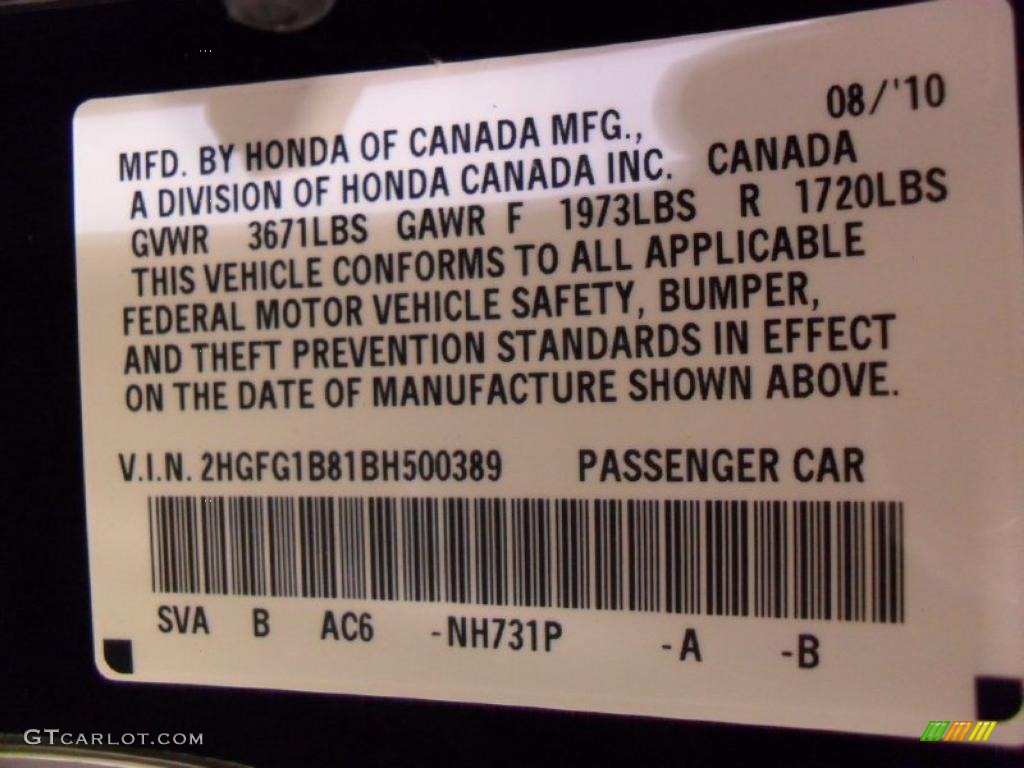 08/'10
MFD. BY HONDA OF CANADA MFG.,
A DIVISION OF HONDA CANADA INC. CANADA
GVWR 3671LBS GAWR F 1973LBS R 1720LBS
THIS VEHICLE CONFORMS TO ALL APPLICABLE
FEDERAL MOTOR VEHICLE SAFETY, BUMPER,
AND THEFT PREVENTION STANDARDS IN EFFECT
ON THE DATE OF MANUFACTURE SHOWN ABOVE.
V.I.N. 2HGFG1B81BH500389 PASSENGER CAR
SVA B AC6 -NH731P -A -B
GTCARLOT.COM